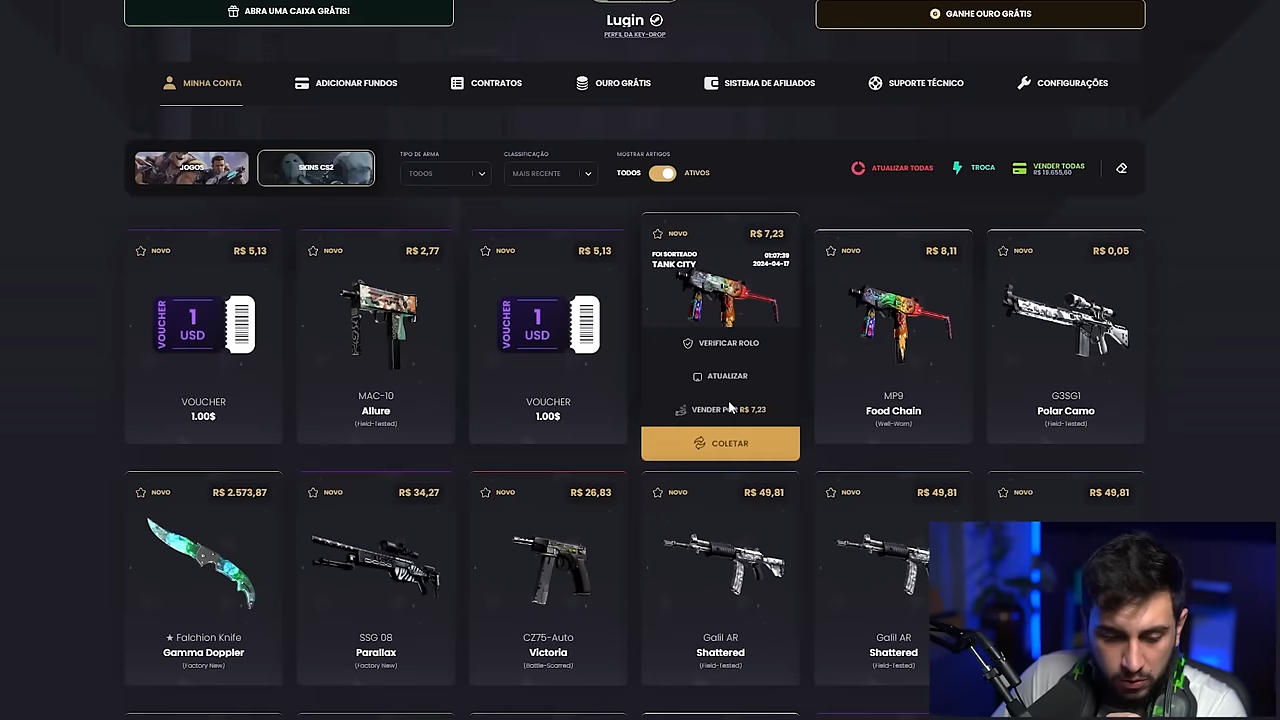 ABRA UMA CAIXA GRÁTIS!
Lugin
PERFIL DA KEY-DROP
GANHE OURO GRÁTIS
MINHA CONTA
ADICIONAR FUNDOS
CONTRATOS
OURO GRÁTIS
SISTEMA DE AFILIADOS
SUPORTE TÉCNICO
CONFIGURAÇÕES
JOGOS
SKINS CS2
TIPO DE ARMA
TODOS
CLASSIFICAÇÃO
MAIS RECENTE
MOSTRAR ARTIGOS
TODOS
ATIVOS
ATUALIZAR TODAS
TROCA
VENDER TODAS
R$ 19.655,60
NOVO R$ 5,13
VOUCHER
1
USD
VOUCHER
1.00$
NOVO R$ 2,77
MAC-10
Allure
(Field-Tested)
NOVO R$ 5,13
VOUCHER
1
USD
VOUCHER
1.00$
NOVO R$ 7,23
FOI SORTEADO 01:07:39
TANK CITY 2024-04-17
VERIFICAR ROLO
ATUALIZAR
VENDER POR R$ 7,23
COLETAR
NOVO R$ 8,11
MP9
Food Chain
(Well-Worn)
NOVO R$ 0,05
G3SG1
Polar Camo
(Field-Tested)
NOVO R$ 2.573,87
★ Falchion Knife
Gamma Doppler
(Factory New)
NOVO R$ 34,27
SSG 08
Parallax
(Factory New)
NOVO R$ 26,83
CZ75-Auto
Victoria
(Battle-Scarred)
NOVO R$ 49,81
Galil AR
Shattered
(Field-Tested)
NOVO R$ 49,81
Galil AR
Shattered
(Field-Tested)
NOVO R$ 49,81